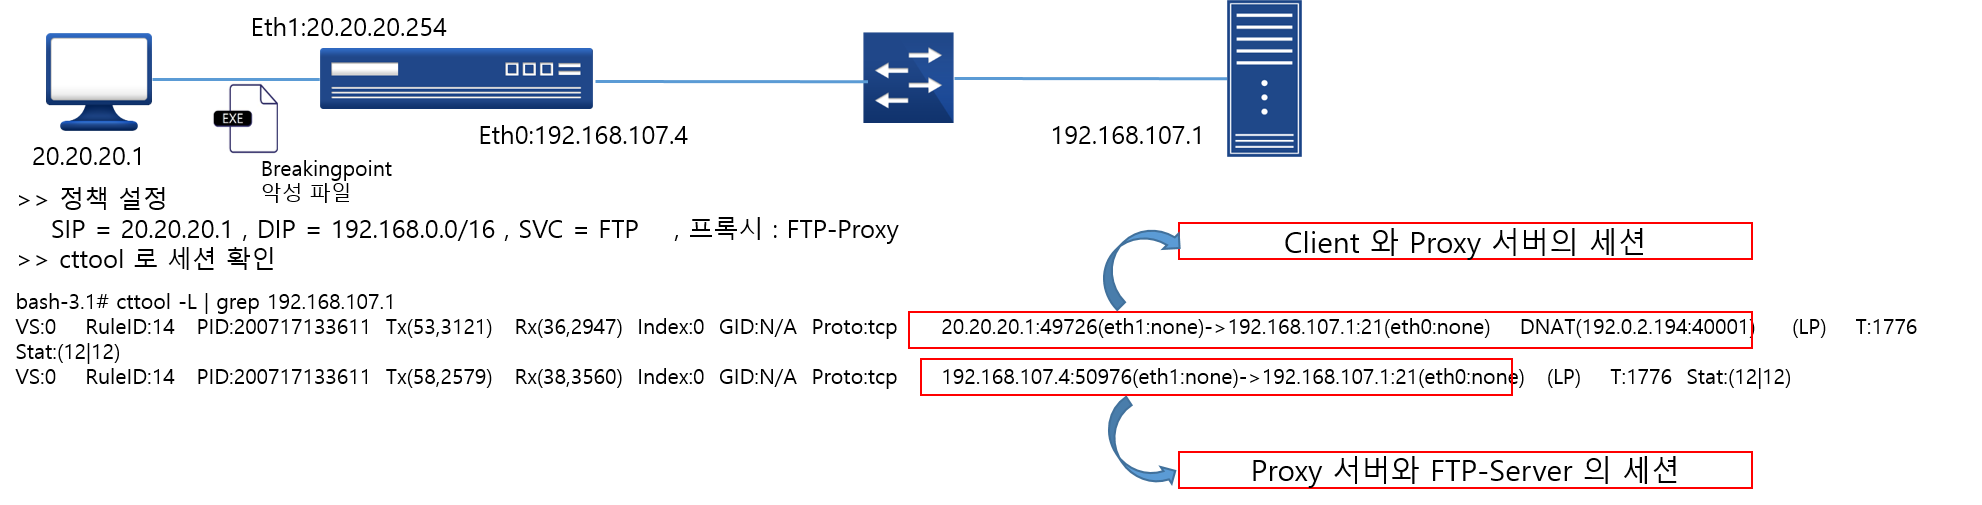 Eth1:20.20.20.254
EXE
Eth0:192.168.107.4
192.168.107.1
20.20.20.1
Breakingpoint
악성 파일
>> 정책 설정
SIP = 20.20.20.1 , DIP = 192.168.0.0/16 , SVC = FTP , 프록시 : FTP-Proxy
Client 와 Proxy 서버의 세션
>> cttool 로 세션 확인
bash-3.1# cttool -L | grep 192.168.107.1
VS:0 RuleID:14 PID:200717133611 Tx(53,3121) Rx(36,2947) Index:0 GID:N/A Proto:tcp 20.20.20.1:49726(eth1:none)->192.168.107.1:21(eth0:none) DNAT(192.0.2.194:40001) (LP) T:1776
Stat:(12|12)
VS:0 RuleID:14 PID:200717133611 Tx(58,2579) Rx(38,3560) Index:0 GID:N/A Proto:tcp 192.168.107.4:50976(eth1:none)->192.168.107.1:21(eth0:none) (LP) T:1776 Stat:(12|12)
Proxy 서버와 FTP-Server 의 세션